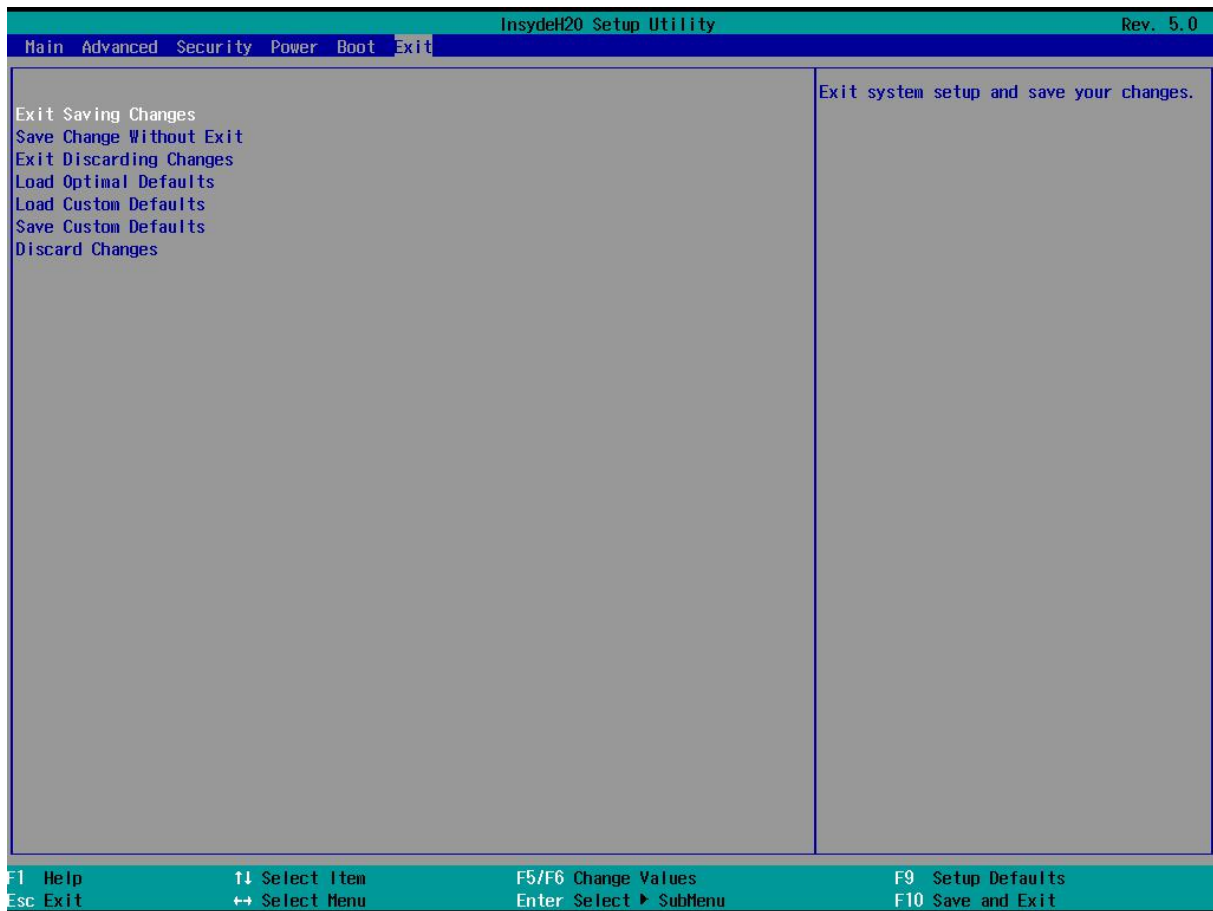 InsydeH20 Setup Utility Rev. 5.0
Main Advanced Security Power Boot Exit
Exit system setup and save your changes.
Exit Saving Changes
Save Change Without Exit
Exit Discarding Changes
Load Optimal Defaults
Load Custom Defaults
Save Custom Defaults
Discard Changes
F1 Help ↑↓ Select Item F5/F6 Change Values F9 Setup Defaults
Esc Exit ↔ Select Menu Enter Select ▶ SubMenu F10 Save and Exit